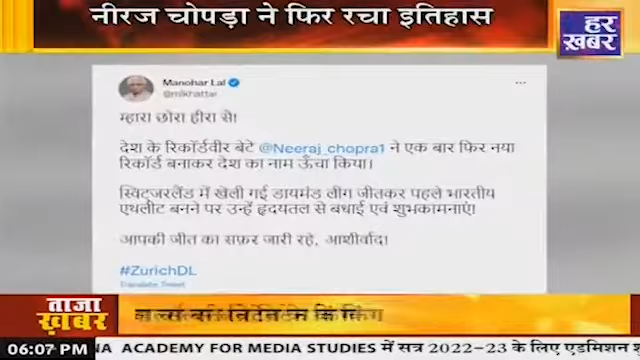 नीरज चोपड़ा ने फिर रचा इतिहास
हर
ख़बर
Manohar Lal
@mlkhattar
म्हारा छोरा हीरा से!
देश के रिकॉर्डवीर बेटे @Neeraj_chopra1 ने एक बार फिर नया
रिकॉर्ड बनाकर देश का नाम ऊँचा किया।
स्विट्जरलैंड में खेली गई डायमंड लीग जीतकर पहले भारतीय
एथलीट बनने पर उन्हें हृदयतल से बधाई एवं शुभकामनाएं!
आपकी जीत का सफ़र जारी रहे, आशीर्वाद!
#ZurichDL
Translate Tweet
ताजा
ख़बर
06:07 PM
NA ACADEMY FOR MEDIA STUDIES में सत्र 2022-23 के लिए एडमिशन